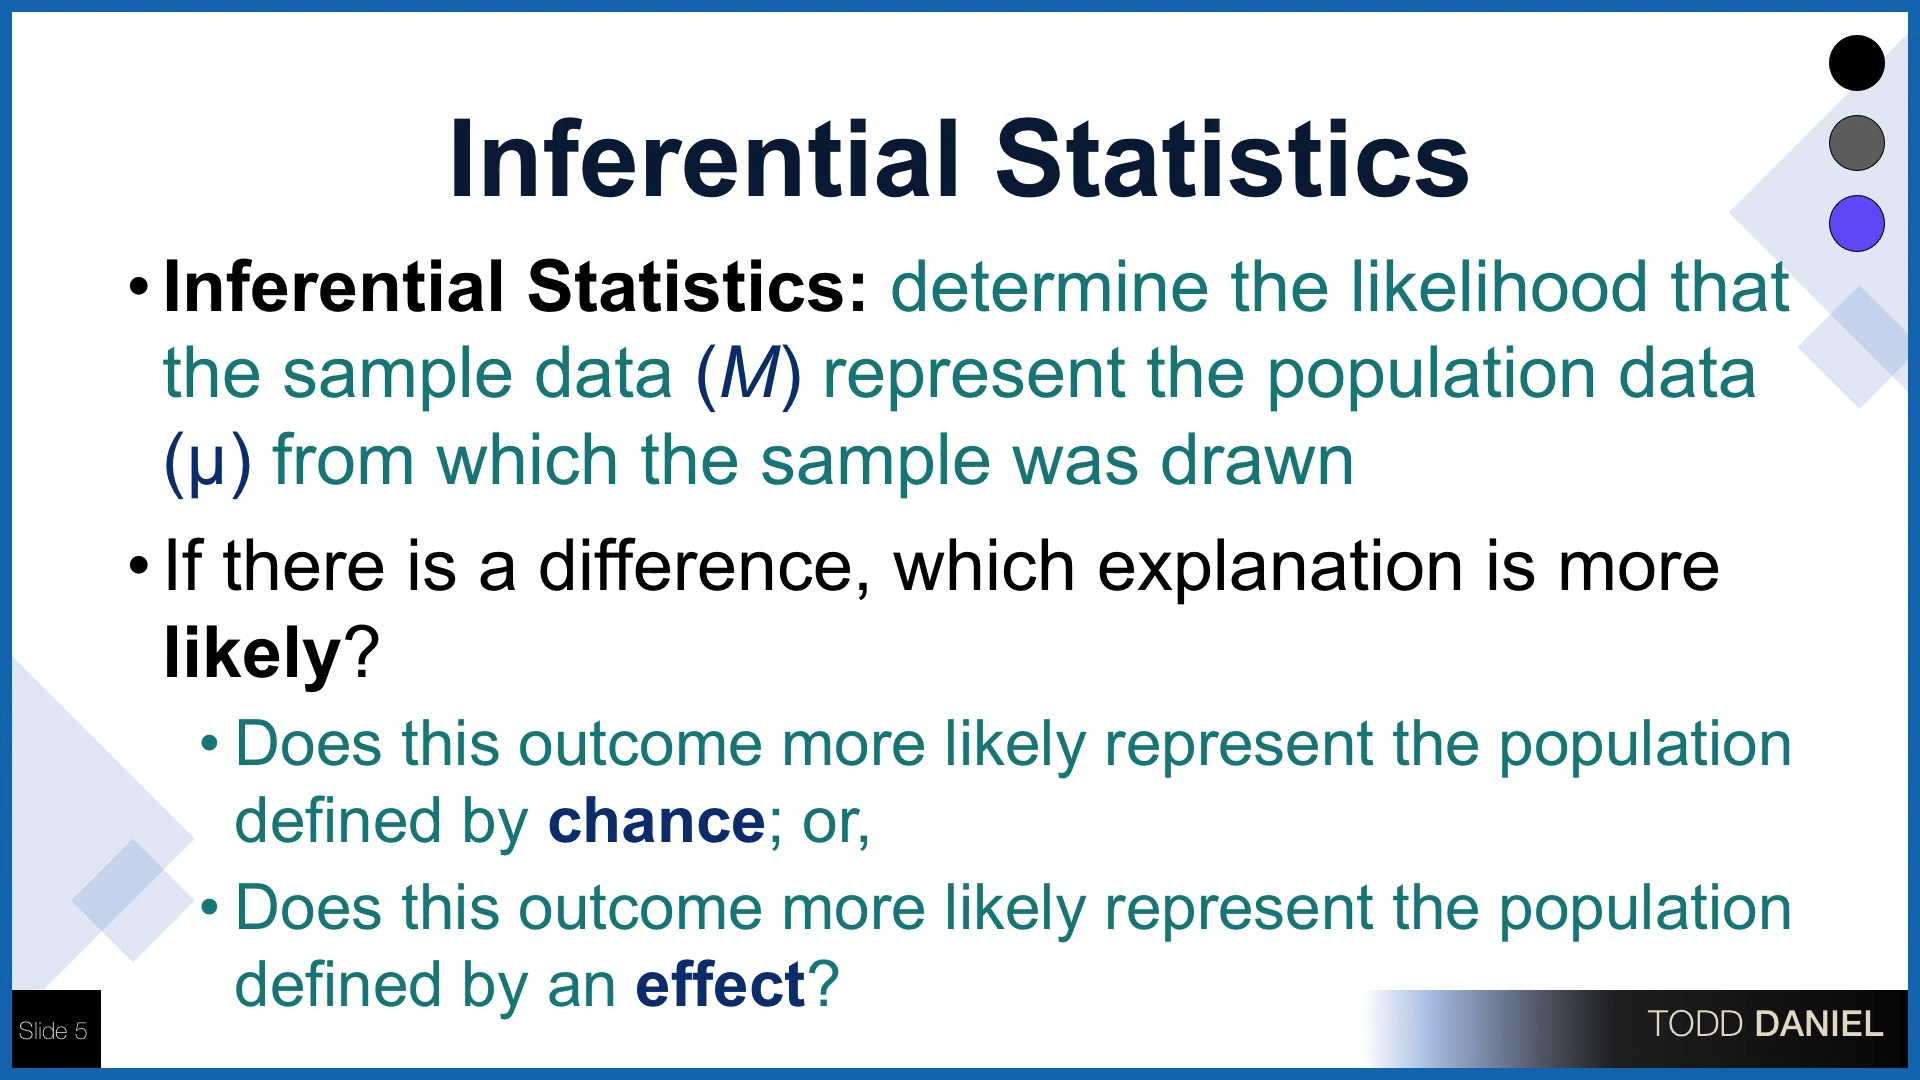 Inferential Statistics
• Inferential Statistics: determine the likelihood that
the sample data (M) represent the population data
(μ) from which the sample was drawn
• If there is a difference, which explanation is more
likely?
• Does this outcome more likely represent the population
defined by chance; or,
• Does this outcome more likely represent the population
defined by an effect?
Slide 5
TODD DANIEL